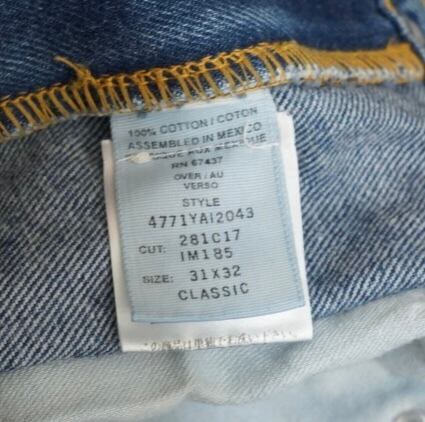 100% COTTON / COTON
ASSEMBLED IN MEXICO
RN 67437
OVER / AU
VERSO
STYLE
4771YAI2043
CUT: 281C17
IM185
SIZE: 31X32
CLASSIC